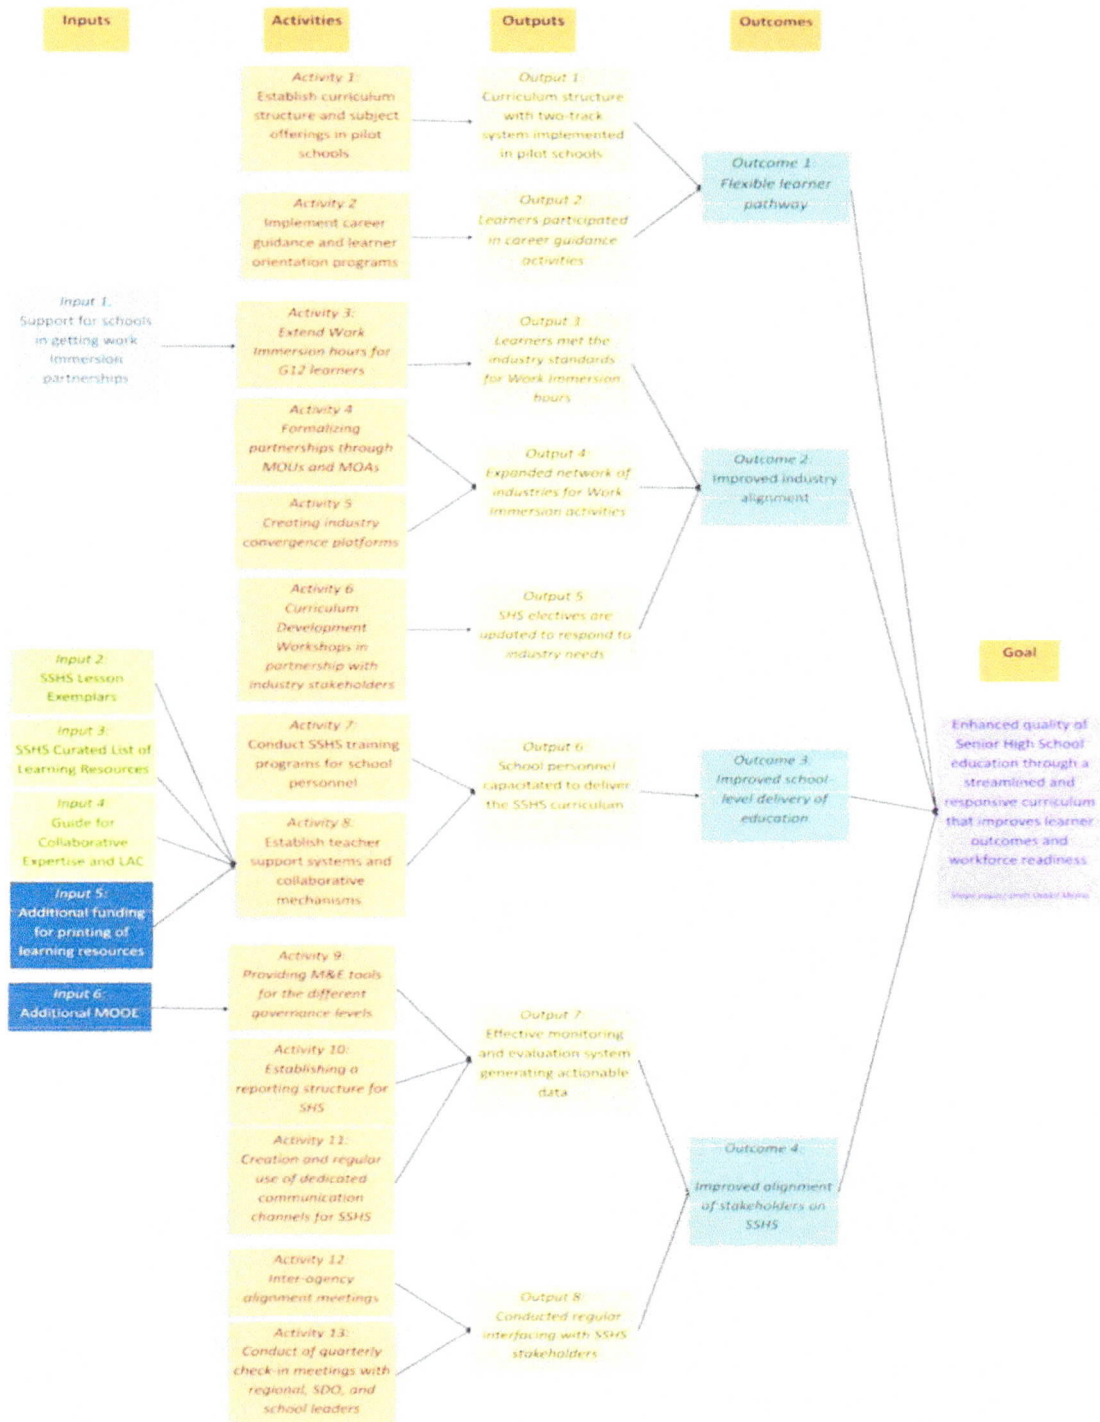 Inputs
Activities
Outputs
Outcomes
Activity 1:
Establish curriculum
structure and subject
offerings in pilot
schools
Output 1:
Curriculum structure
with two-track
system implemented
in pilot schools
Outcome 1
Flexible learner
pathway
Activity 2
Implement career
guidance and learner
orientation programs
Output 2:
Learners participated
in career guidance
activities
Input 1.
Support for schools
in getting work
Immersion
partnerships
Activity 3:
Extend Work
Immersion hours for
G12 learners
Output 3
Learners met the
industry standards
for Work Immersion
hours
Activity 4
Formalizing
partnerships through
MOUs and MOAs
Output 4:
Expanded network of
industries for Work
Immersion activities
Outcome 2:
Improved industry
alignment
Activity 5
Creating industry
convergence platforms
Activity 6
Curriculum
Development
Workshops in
partnership with
industry stakeholders
Output 5
SHS electives are
updated to respond to
industry needs
Goal
Input 2:
SSHS Lesson
Exemplars
Input 3:
SSHS Curated List of
Learning Resources
Activity 7:
Conduct SSHS training
programs for school
personnel
Output 6:
School personnel
capacitated to deliver
the SSHS curriculum
Outcome 3.
Improved school-
level delivery of
education
Enhanced quality of
Senior High School
education through a
streamlined and
responsive curriculum
that improves learner
outcomes and
workforce readiness
Input 4:
Guide for
Collaborative
Expertise and LAC
Activity 8:
Establish teacher
support systems and
collaborative
mechanisms
Input 5:
Additional funding
for printing of
learning resources
Input 6:
Additional MOOE
Activity 9:
Providing M&E tools
for the different
governance levels
Output 7
Effective monitoring
and evaluation system
generating actionable
data
Activity 10:
Establishing a
reporting structure for
SHS
Activity 11:
Creation and regular
use of dedicated
communication
channels for SSHS
Outcome 4:
Improved alignment
of stakeholders on
SSHS
Activity 12
Inter-agency
alignment meetings
Output 8:
Conducted regular
interfacing with SSHS
stakeholders
Activity 13:
Conduct of quarterly
check-in meetings with
regional, SDO, and
school leaders